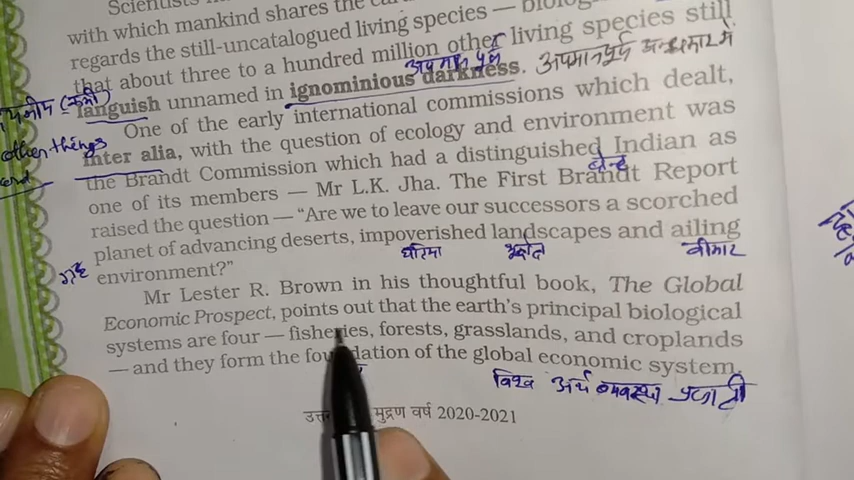 Scientists
with which mankind shares the
regards the still-uncatalogued living species —
that about three to a hundred million other living species still
अपमानपूर्ण
अपमानपूर्ण अन्धकार में
languish unnamed in ignominious darkness.
One of the early international commissions which dealt,
other things
inter alia, with the question of ecology and environment was
the Brandt Commission which had a distinguished Indian as
ब्रेन्ट
one of its members — Mr L.K. Jha. The First Brandt Report
raised the question — “Are we to leave our successors a scorched
planet of advancing deserts, impoverished landscapes and ailing
ग्रह
बीमार
environment?”
Mr Lester R. Brown in his thoughtful book, The Global
Economic Prospect, points out that the earth’s principal biological
systems are four — fisheries, forests, grasslands, and croplands
— and they form the foundation of the global economic system.
विश्व अर्थ व्यवस्था प्रणाली
मुद्रण वर्ष 2020-2021